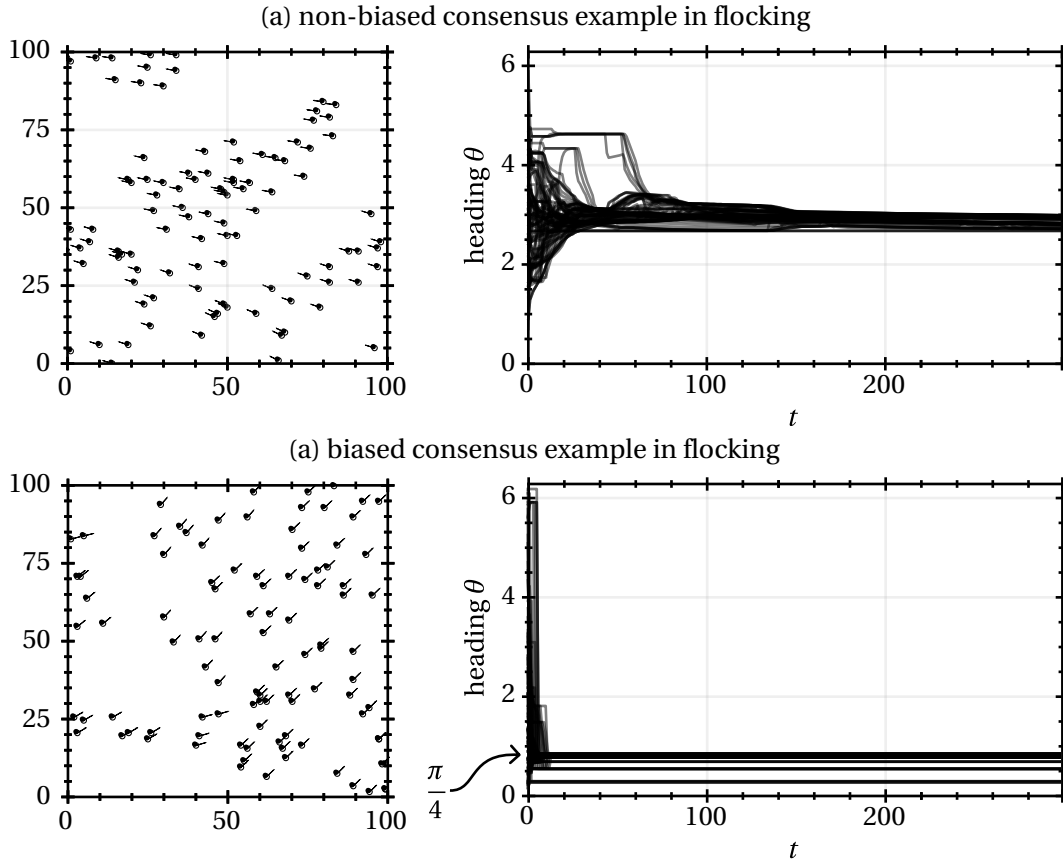 (a) non-biased consensus example in flocking
100
75
50
25
0
0 50 100
heading θ
6
4
2
0
0 100 200
t
(a) biased consensus example in flocking
100
75
50
25
0
0 50 100
heading θ
6
4
2
0
π
4
0 100 200
t